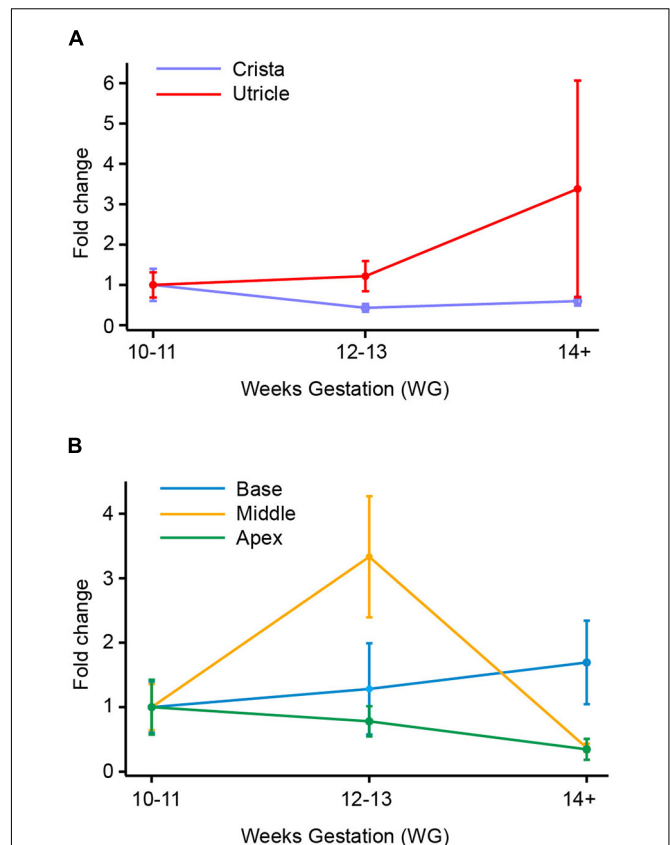 A
Crista
Utricle
6
5
4
3
2
1
0
Fold change
10-11 12-13 14+
Weeks Gestation (WG)
B
Base
Middle
Apex
4
3
2
1
0
Fold change
10-11 12-13 14+
Weeks Gestation (WG)